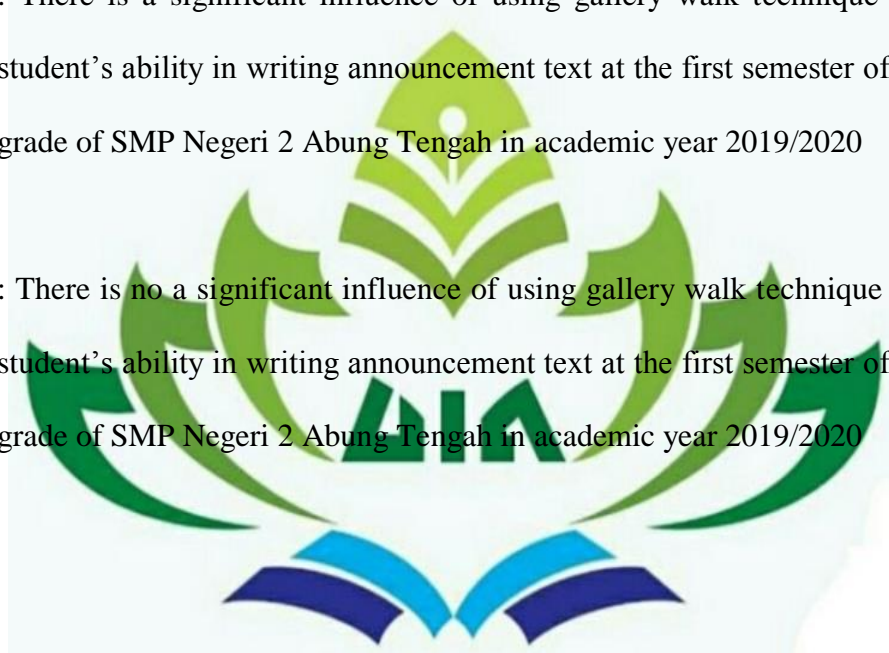 : There is a significant influence of using gallery walk technique
student’s ability in writing announcement text at the first semester of
grade of SMP Negeri 2 Abung Tengah in academic year 2019/2020
: There is no a significant influence of using gallery walk technique
student’s ability in writing announcement text at the first semester of
grade of SMP Negeri 2 Abung Tengah in academic year 2019/2020
UIN